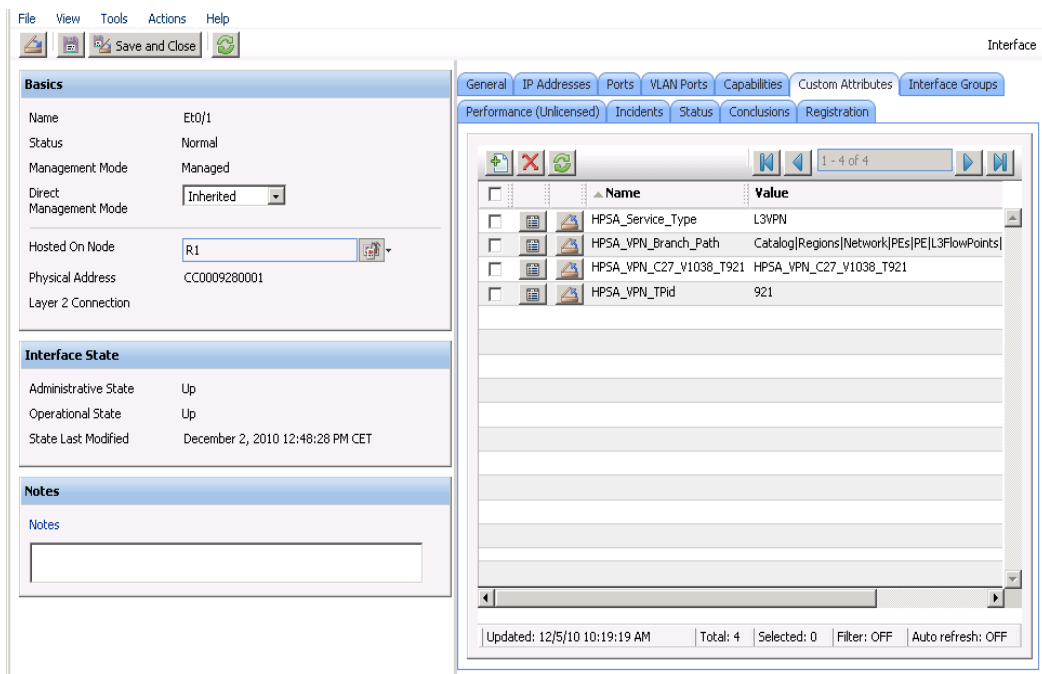 File View Tools Actions Help
Save and Close
Interface
Basics
Name Et0/1
Status Normal
Management Mode Managed
Direct
Management Mode
Inherited
Hosted On Node R1
Physical Address CC0009280001
Layer 2 Connection
Interface State
Administrative State Up
Operational State Up
State Last Modified December 2, 2010 12:48:28 PM CET
Notes
Notes
General IP Addresses Ports VLAN Ports Capabilities Custom Attributes Interface Groups
Performance (Unlicensed) Incidents Status Conclusions Registration
1 - 4 of 4
Name Value
HPSA_Service_Type L3VPN
HPSA_VPN_Branch_Path Catalog|Regions|Network|PEs|PE|L3FlowPoints|
HPSA_VPN_C27_V1038_T921 HPSA_VPN_C27_V1038_T921
HPSA_VPN_TPid 921
Updated: 12/5/10 10:19:19 AM Total: 4 Selected: 0 Filter: OFF Auto refresh: OFF